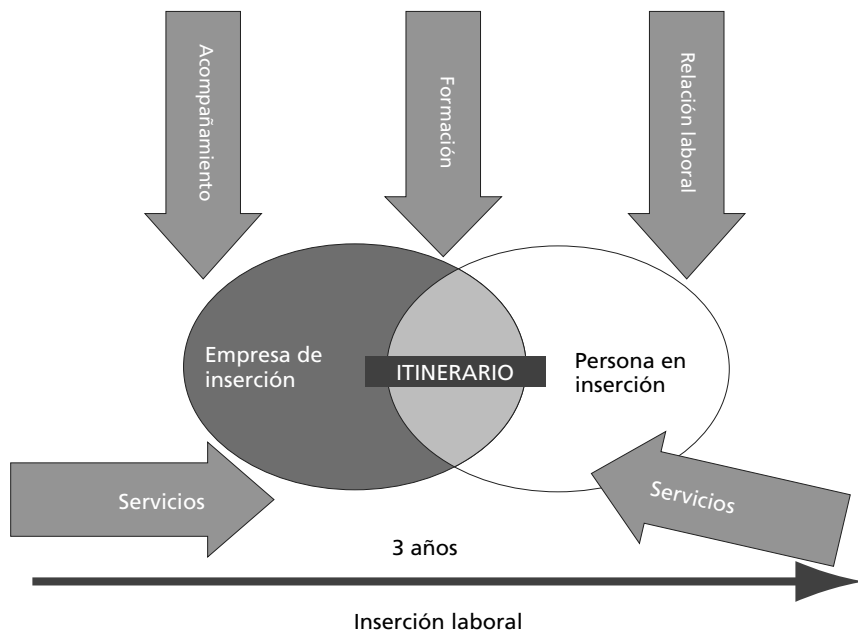 Acompañamiento
Formación
Relación laboral
Empresa de
inserción
ITINERARIO
Persona en
inserción
Servicios
Servicios
3 años
Inserción laboral